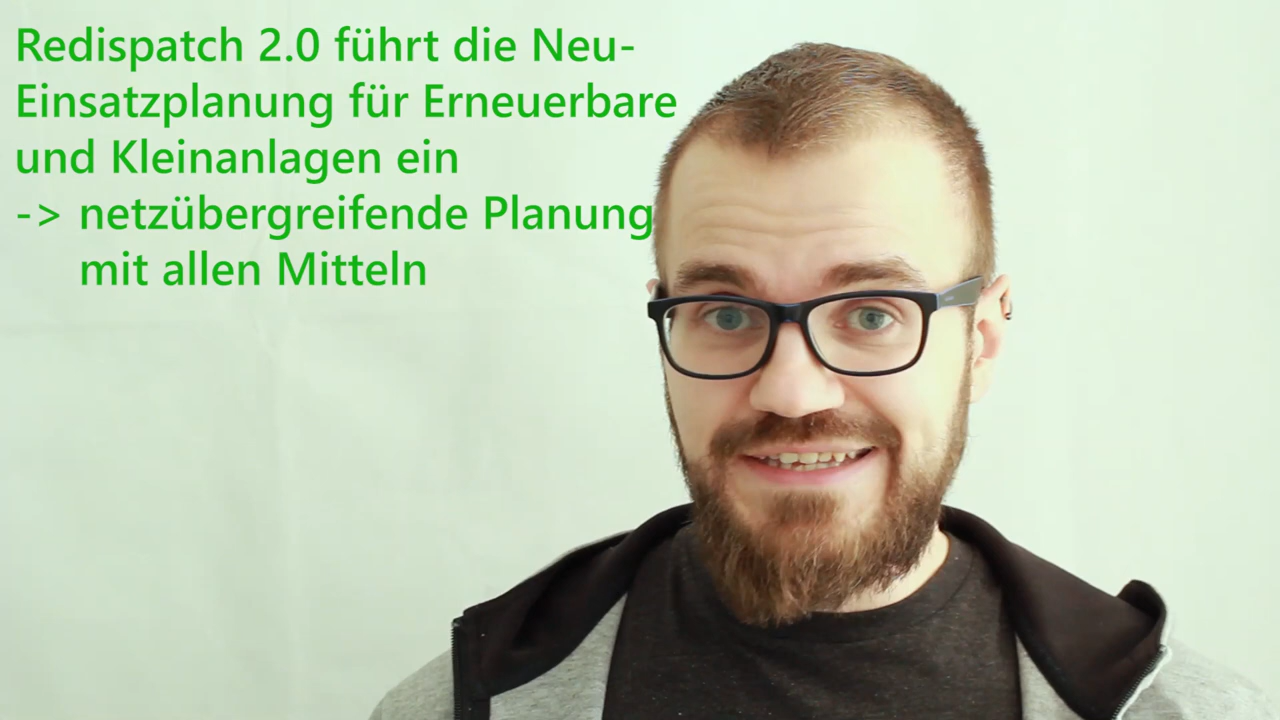 Redispatch 2.0 führt die Neu-
Einsatzplanung für Erneuerbare
und Kleinanlagen ein
-> netzübergreifende Planung
mit allen Mitteln